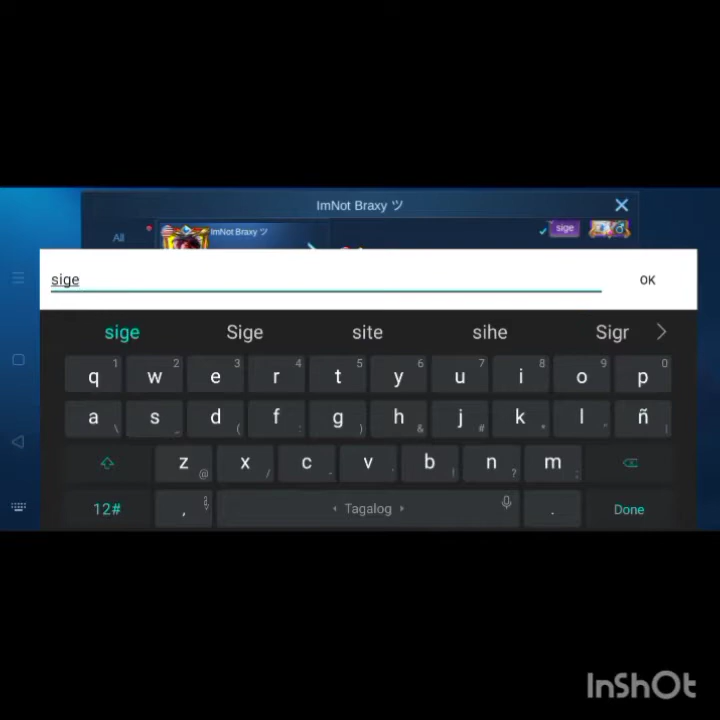 ImNot Braxy ツ
All
ImNot Braxy ツ
sige
sige
OK
sige Sige site sihe Sigr
q 1 w 2 e 3 r 4 t 5 y 6 u 7 i 8 o 9 p 0
a \ s _ d ( f : g ) h & j # k * l " ñ |
z @ x / c - v ' b ! n ? m ;
12# , Tagalog . Done
InShOt